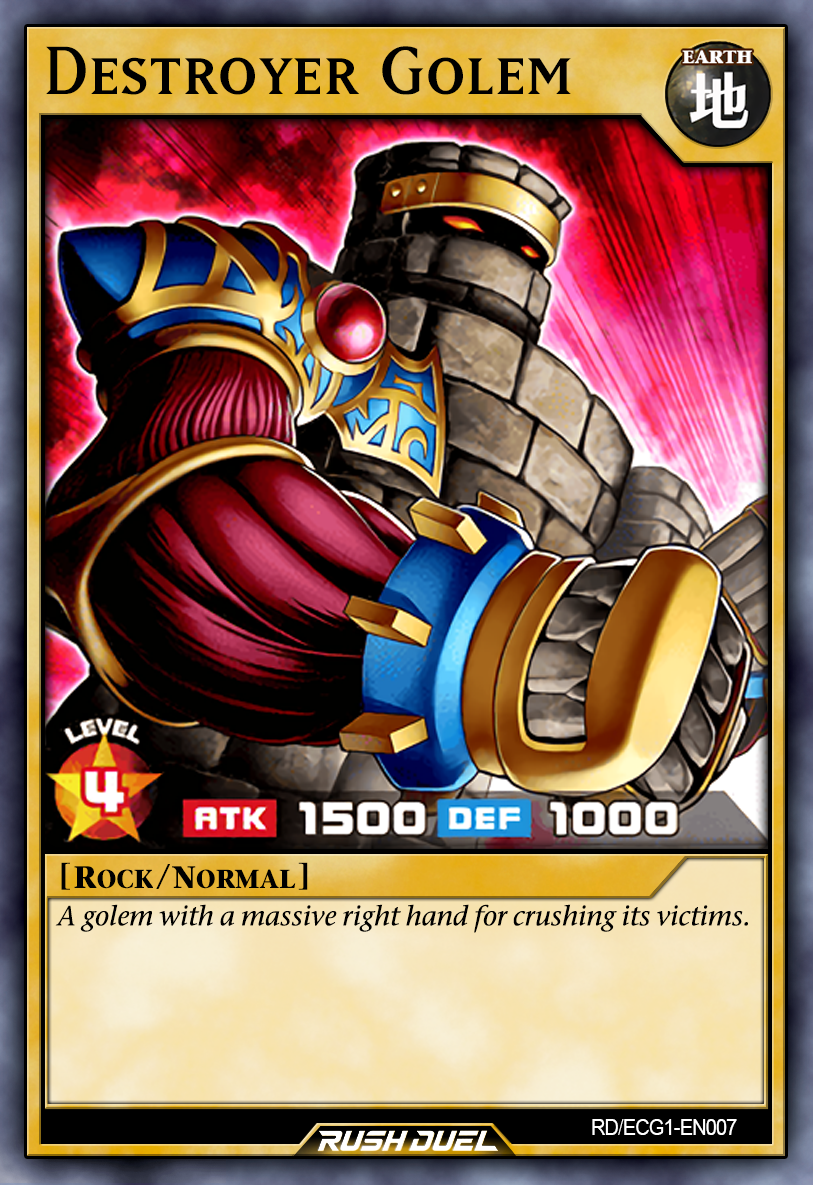 Destroyer Golem
EARTH
地
LEVEL
4
ATK 1500 DEF 1000
[Rock/Normal]
A golem with a massive right hand for crushing its victims.
RD/ECG1-EN007
RUSH DUEL